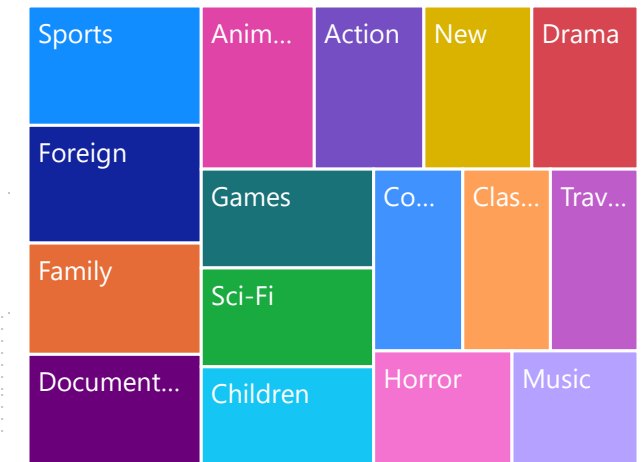 Sports
Foreign
Family
Document...
Anim...
Action
New
Drama
Games
Sci-Fi
Children
Co...
Clas...
Trav...
Horror
Music